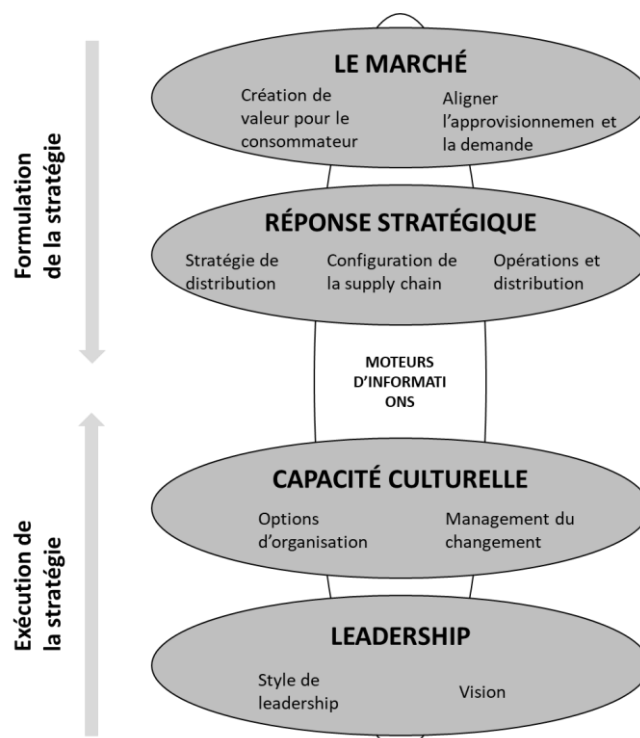 LE MARCHÉ
Création de
valeur pour le
consommateur
Aligner
l'approvisionnemen et
la demande
RÉPONSE STRATÉGIQUE
Stratégie de
distribution
Configuration de
la supply chain
Opérations et
distribution
Formulation
de la stratégie
MOTEURS
D'INFORMATI
ONS
CAPACITÉ CULTURELLE
Options
d'organisation
Management du
changement
Exécution de
la stratégie
LEADERSHIP
Style de
leadership
Vision